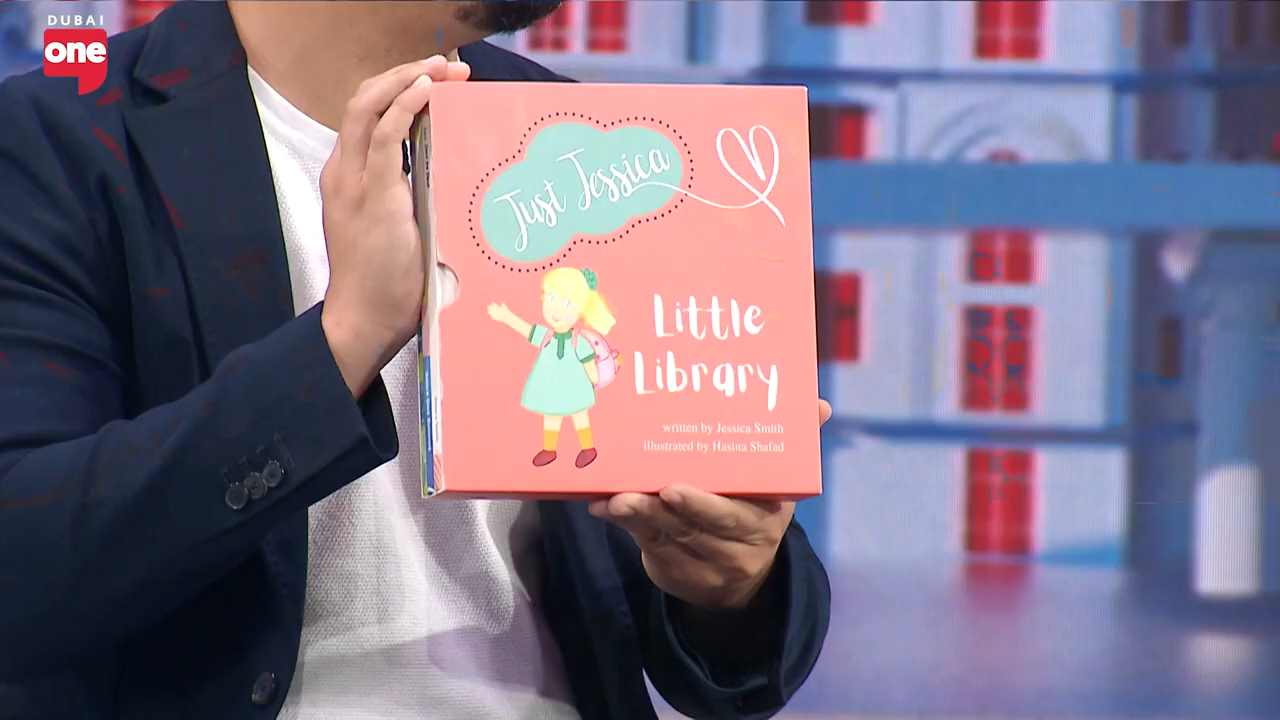 DUBAI
one
Just Jessica
Little
Library
written by Jessica Smith
illustrated by Hasina Shafad